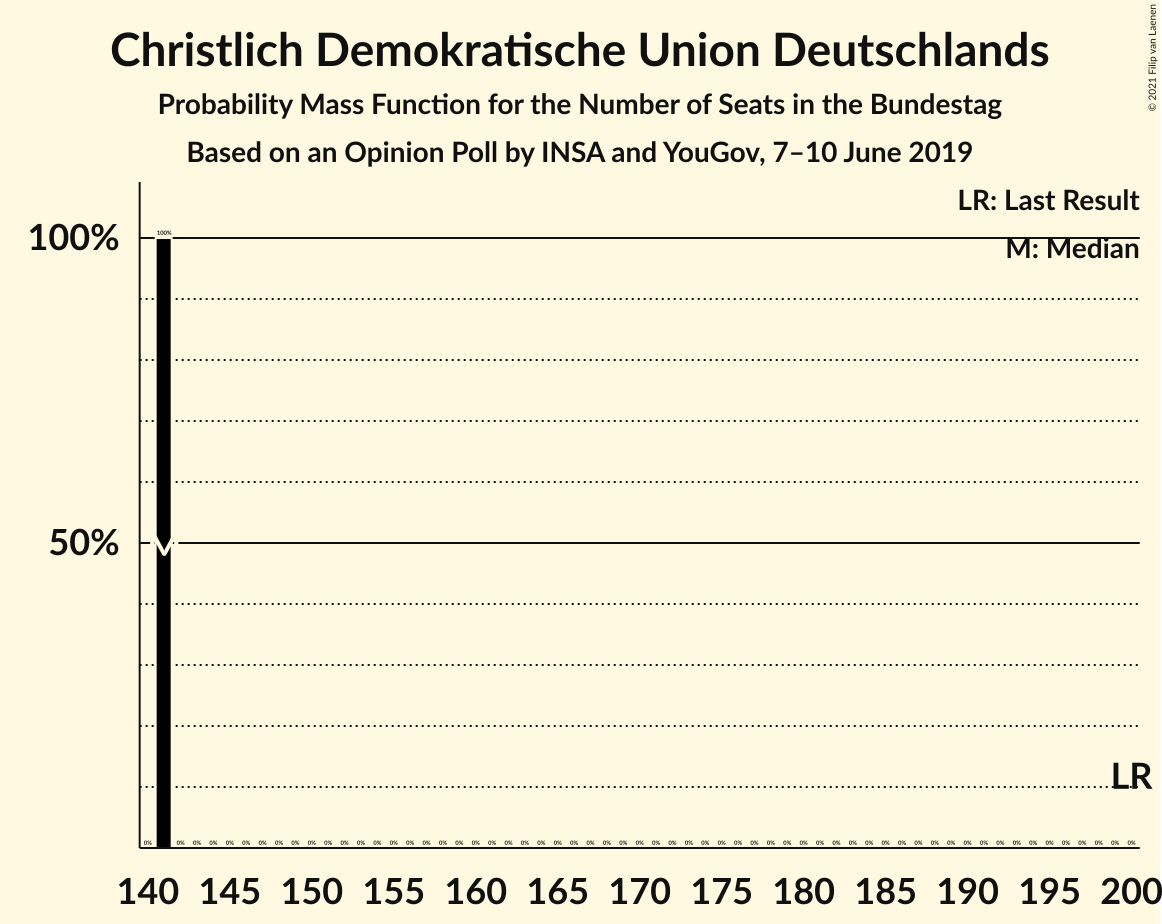 Christlich Demokratische Union Deutschlands
Probability Mass Function for the Number of Seats in the Bundestag
Based on an Opinion Poll by INSA and YouGov, 7–10 June 2019
© 2021 Filip van Laenen
LR: Last Result
M: Median
100%
100%
50%
M
LR
0% 0% 0% 0% 0% 0% 0% 0% 0% 0% 0% 0% 0% 0% 0% 0% 0% 0% 0% 0% 0% 0% 0% 0% 0% 0% 0% 0% 0% 0% 0% 0% 0% 0% 0% 0% 0% 0% 0% 0% 0% 0% 0% 0% 0% 0% 0% 0% 0% 0% 0% 0% 0% 0% 0% 0% 0% 0% 0% 0%
140 145 150 155 160 165 170 175 180 185 190 195 200